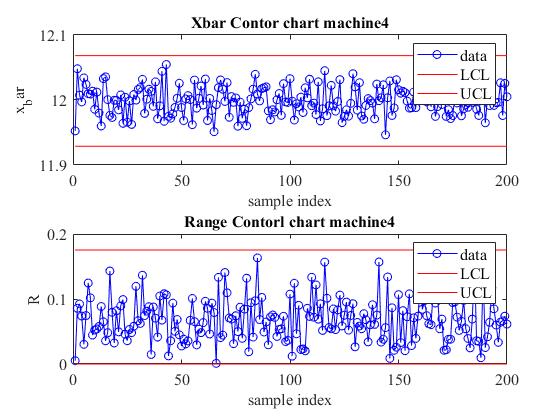 Xbar Contor chart machine4
12.1
12
11.9
x_bar
0
50
100
150
200
sample index
data
LCL
UCL
Range Contorl chart machine4
0.2
0.1
0
R
0
50
100
150
200
sample index
data
LCL
UCL